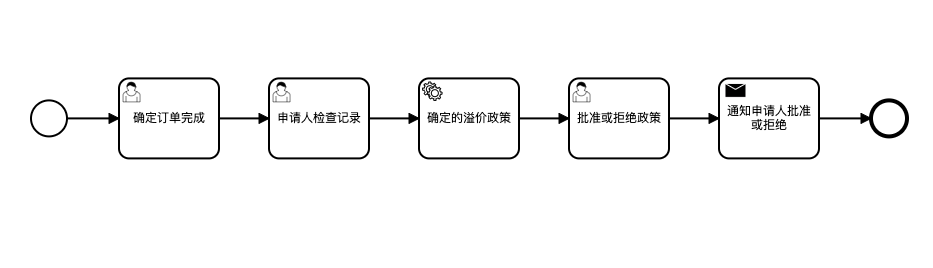 确定订单完成
申请人检查记录
确定的溢价政策
批准或拒绝政策
通知申请人批准
或拒绝